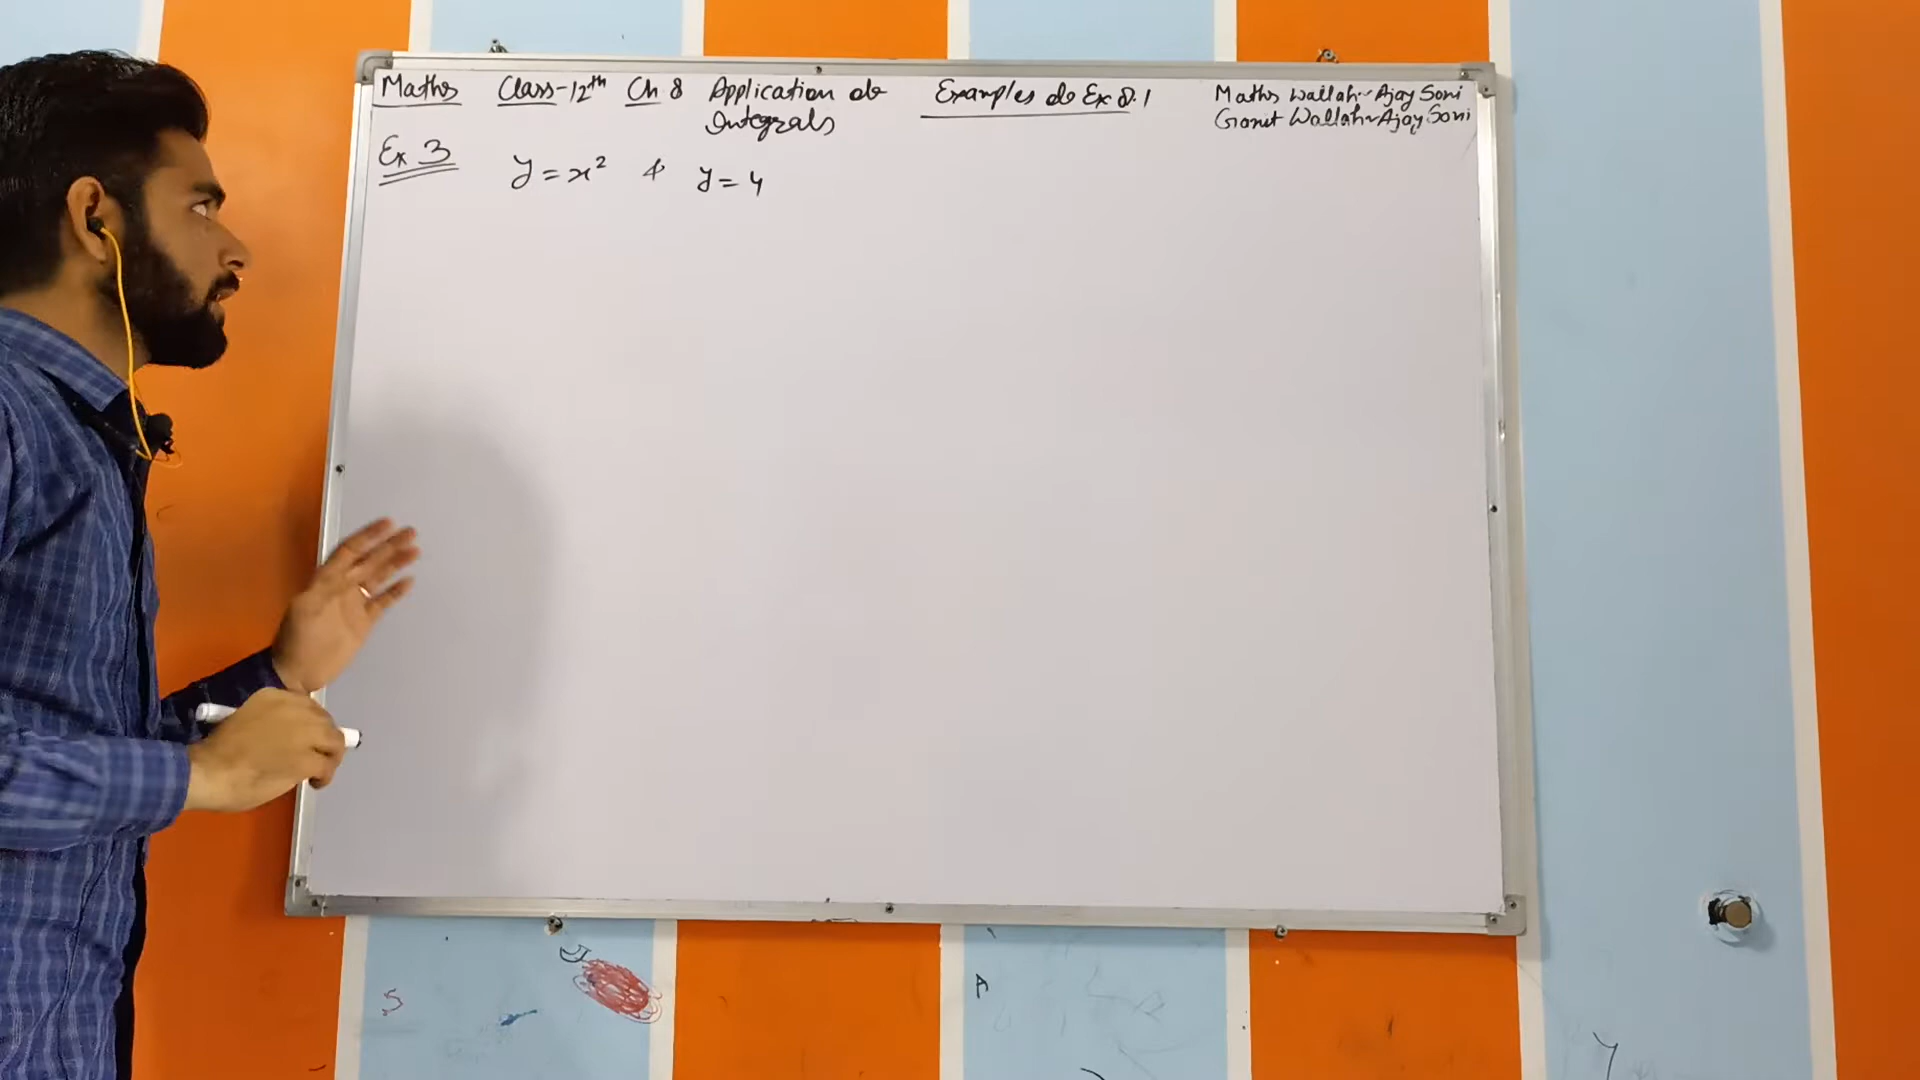 Maths Class-12th Ch 8 Application of Integrals Examples of Ex 8.1
Maths Wallah~Ajay Soni
Ganit Wallah~Ajay Soni
Ex 3 y = x² & y = 4
S
A